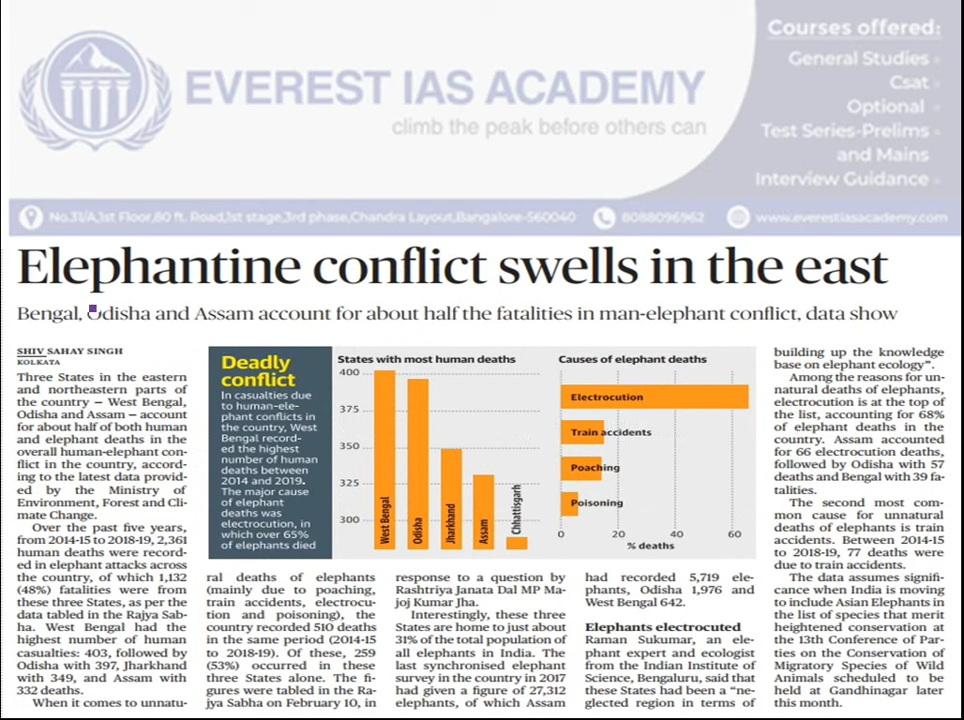 EVEREST IAS ACADEMY
climb the peak before others can
Courses offered:
General Studies
Csat
Optional
Test Series-Prelims
and Mains
Interview Guidance
No.31/A,1st Floor,80 ft. Road,1st stage,3rd phase,Chandra Layout,Bangalore-560040
8088096962
www.everestiasacademy.com
Elephantine conflict swells in the east
Bengal, Odisha and Assam account for about half the fatalities in man-elephant conflict, data show
SHIV SAHAY SINGH
KOLKATA
Three States in the eastern
and northeastern parts of
the country – West Bengal,
Odisha and Assam – account
for about half of both human
and elephant deaths in the
overall human-elephant con-
flict in the country, accord-
ing to the latest data provid-
ed by the Ministry of
Environment, Forest and Cli-
mate Change.
Over the past five years,
from 2014-15 to 2018-19, 2,361
human deaths were record-
ed in elephant attacks across
the country, of which 1,132
(48%) fatalities were from
these three States, as per the
data tabled in the Rajya Sab-
ha. West Bengal had the
highest number of human
casualties: 403, followed by
Odisha with 397, Jharkhand
with 349, and Assam with
332 deaths.
When it comes to unnatu-
Deadly
conflict
In casualties due
to human-ele-
phant conflicts in
the country, West
Bengal record-
ed the highest
number of human
deaths between
2014 and 2019.
The major cause
of elephant
deaths was
electrocution, in
which over 65%
of elephants died
States with most human deaths
400
375
350
325
300
West Bengal
Odisha
Jharkhand
Assam
Chhattisgarh
Causes of elephant deaths
Electrocution
Train accidents
Poaching
Poisoning
0 20 40 60
% deaths
ral deaths of elephants
(mainly due to poaching,
train accidents, electrocu-
tion and poisoning), the
country recorded 510 deaths
in the same period (2014-15
to 2018-19). Of these, 259
(53%) occurred in these
three States alone. The fi-
gures were tabled in the Ra-
jya Sabha on February 10, in
response to a question by
Rashtriya Janata Dal MP Ma-
joj Kumar Jha.
Interestingly, these three
States are home to just about
31% of the total population of
all elephants in India. The
last synchronised elephant
survey in the country in 2017
had given a figure of 27,312
elephants, of which Assam
had recorded 5,719 ele-
phants, Odisha 1,976 and
West Bengal 642.
Elephants electrocuted
Raman Sukumar, an ele-
phant expert and ecologist
from the Indian Institute of
Science, Bengaluru, said that
these States had been a “ne-
glected region in terms of
building up the knowledge
base on elephant ecology”.
Among the reasons for un-
natural deaths of elephants,
electrocution is at the top of
the list, accounting for 68%
of elephant deaths in the
country. Assam accounted
for 66 electrocution deaths,
followed by Odisha with 57
deaths and Bengal with 39 fa-
talities.
The second most com-
mon cause for unnatural
deaths of elephants is train
accidents. Between 2014-15
to 2018-19, 77 deaths were
due to train accidents.
The data assumes signifi-
cance when India is moving
to include Asian Elephants in
the list of species that merit
heightened conservation at
the 13th Conference of Par-
ties on the Conservation of
Migratory Species of Wild
Animals scheduled to be
held at Gandhinagar later
this month.